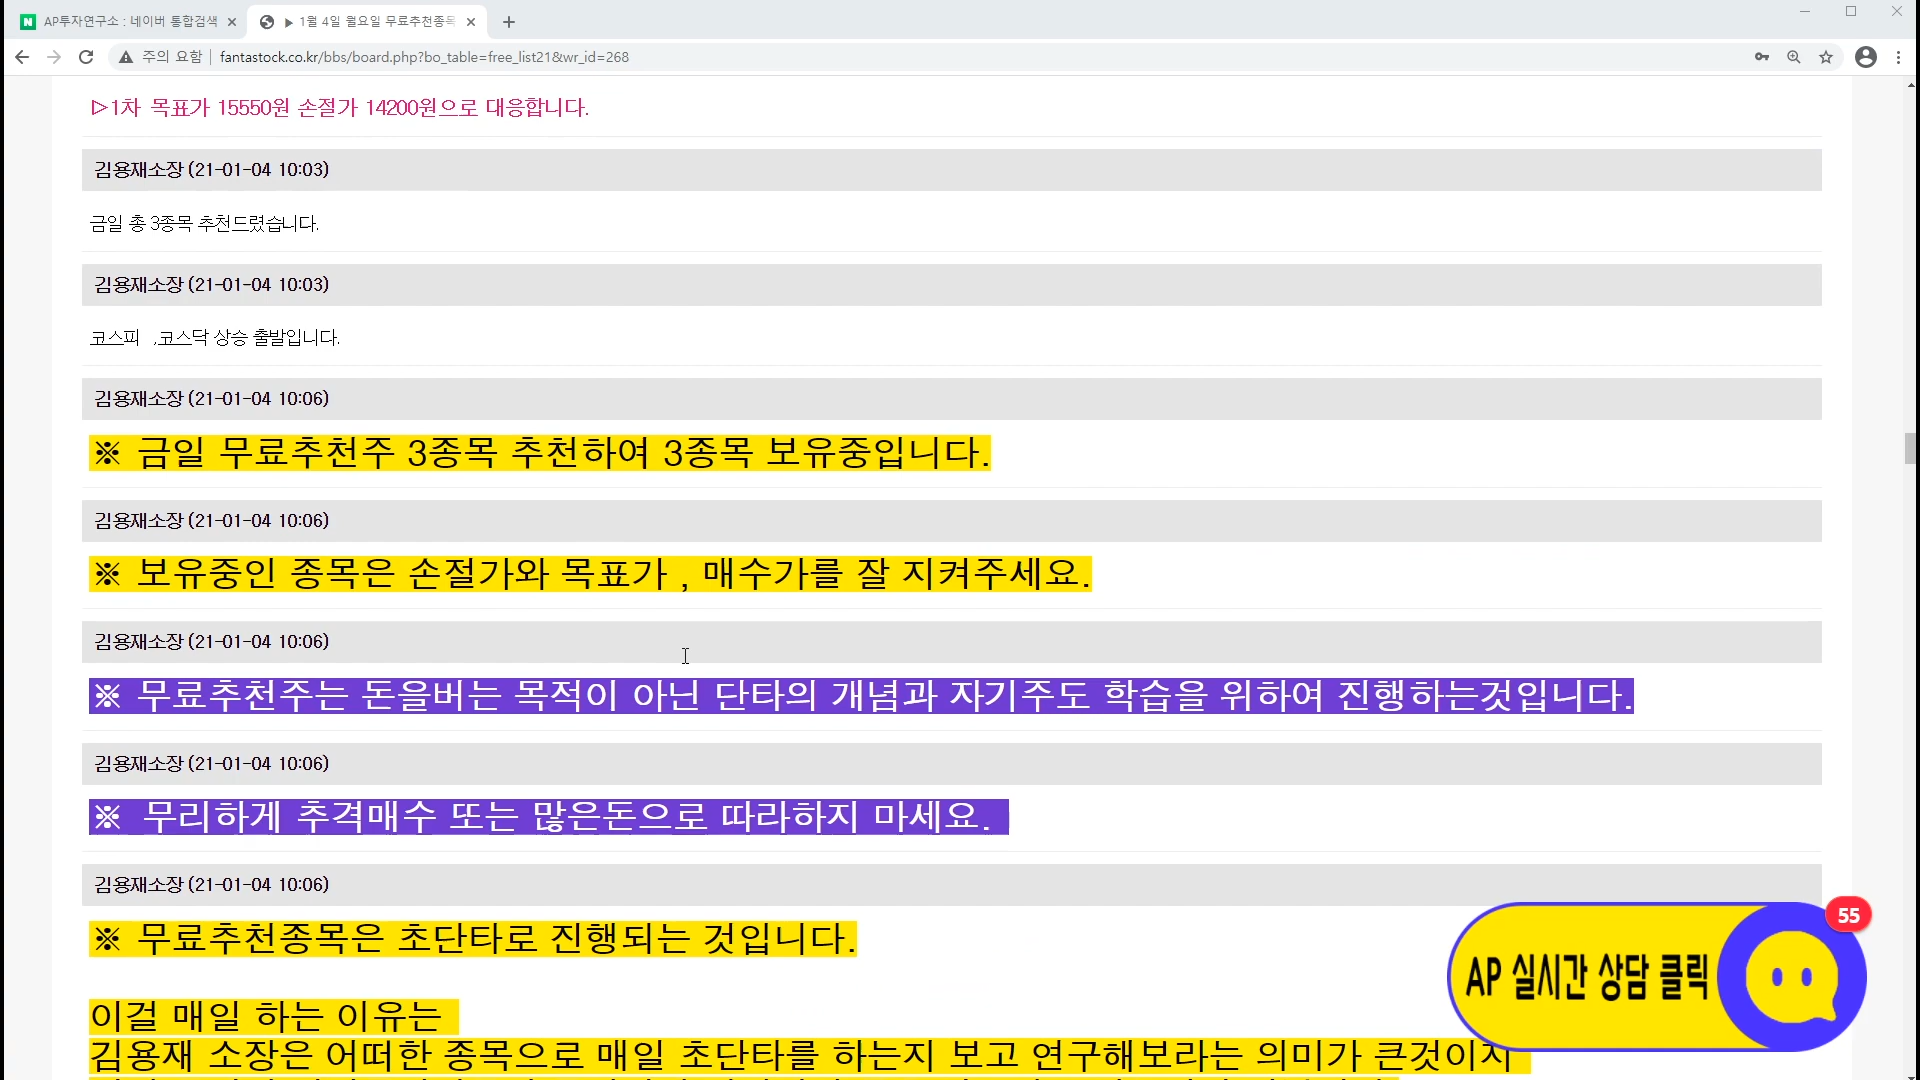 AP투자연구소 : 네이버 통합검색
▶ 1월 4일 월요일 무료추천종목
주의 요함 | fantastock.co.kr/bbs/board.php?bo_table=free_list21&wr_id=268
▷1차 목표가 15550원 손절가 14200원으로 대응합니다.
김용재소장 (21-01-04 10:03)
금일 총 3종목 추천드렸습니다.
김용재소장 (21-01-04 10:03)
코스피 ,코스닥 상승 출발입니다.
김용재소장 (21-01-04 10:06)
※ 금일 무료추천주 3종목 추천하여 3종목 보유중입니다.
김용재소장 (21-01-04 10:06)
※ 보유중인 종목은 손절가와 목표가 , 매수가를 잘 지켜주세요.
김용재소장 (21-01-04 10:06)
※ 무료추천주는 돈을버는 목적이 아닌 단타의 개념과 자기주도 학습을 위하여 진행하는것입니다.
김용재소장 (21-01-04 10:06)
※ 무리하게 추격매수 또는 많은돈으로 따라하지 마세요.
김용재소장 (21-01-04 10:06)
※ 무료추천종목은 초단타로 진행되는 것입니다.
55
AP 실시간 상담 클릭
이걸 매일 하는 이유는
김용재 소장은 어떠한 종목으로 매일 초단타를 하는지 보고 연구해보라는 의미가 큰것이지